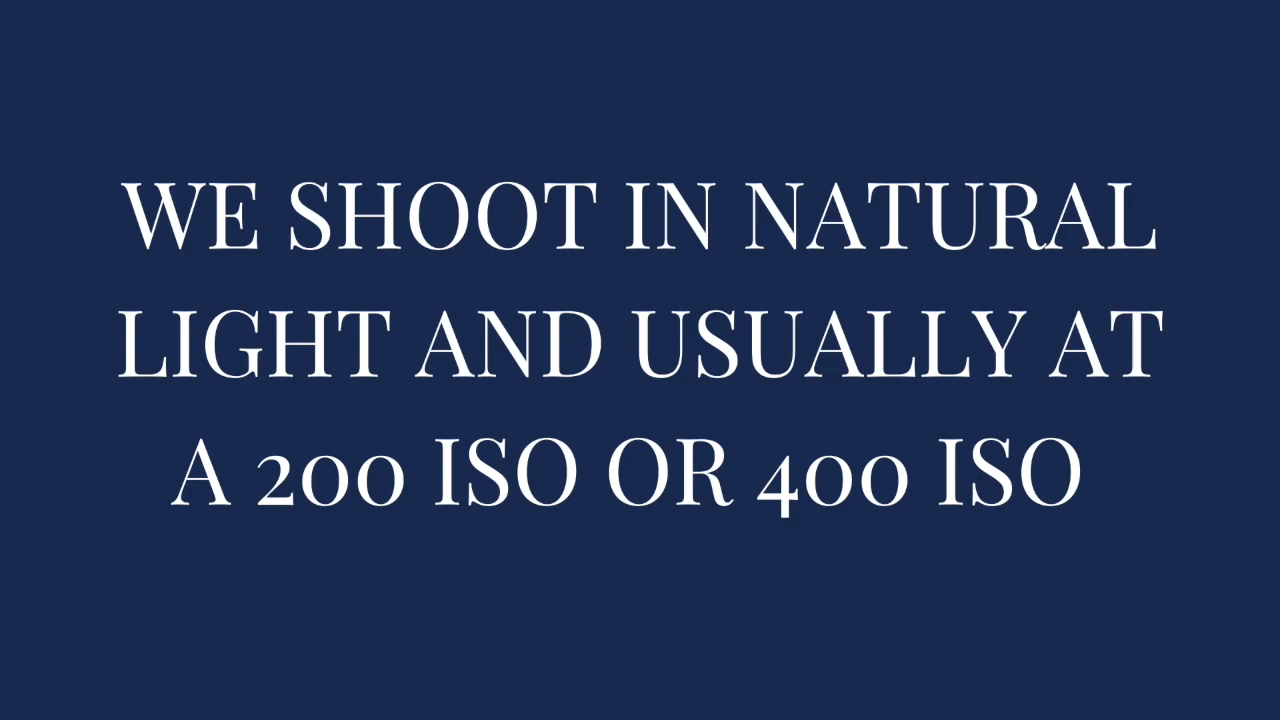 WE SHOOT IN NATURAL
LIGHT AND USUALLY AT
A 200 ISO OR 400 ISO